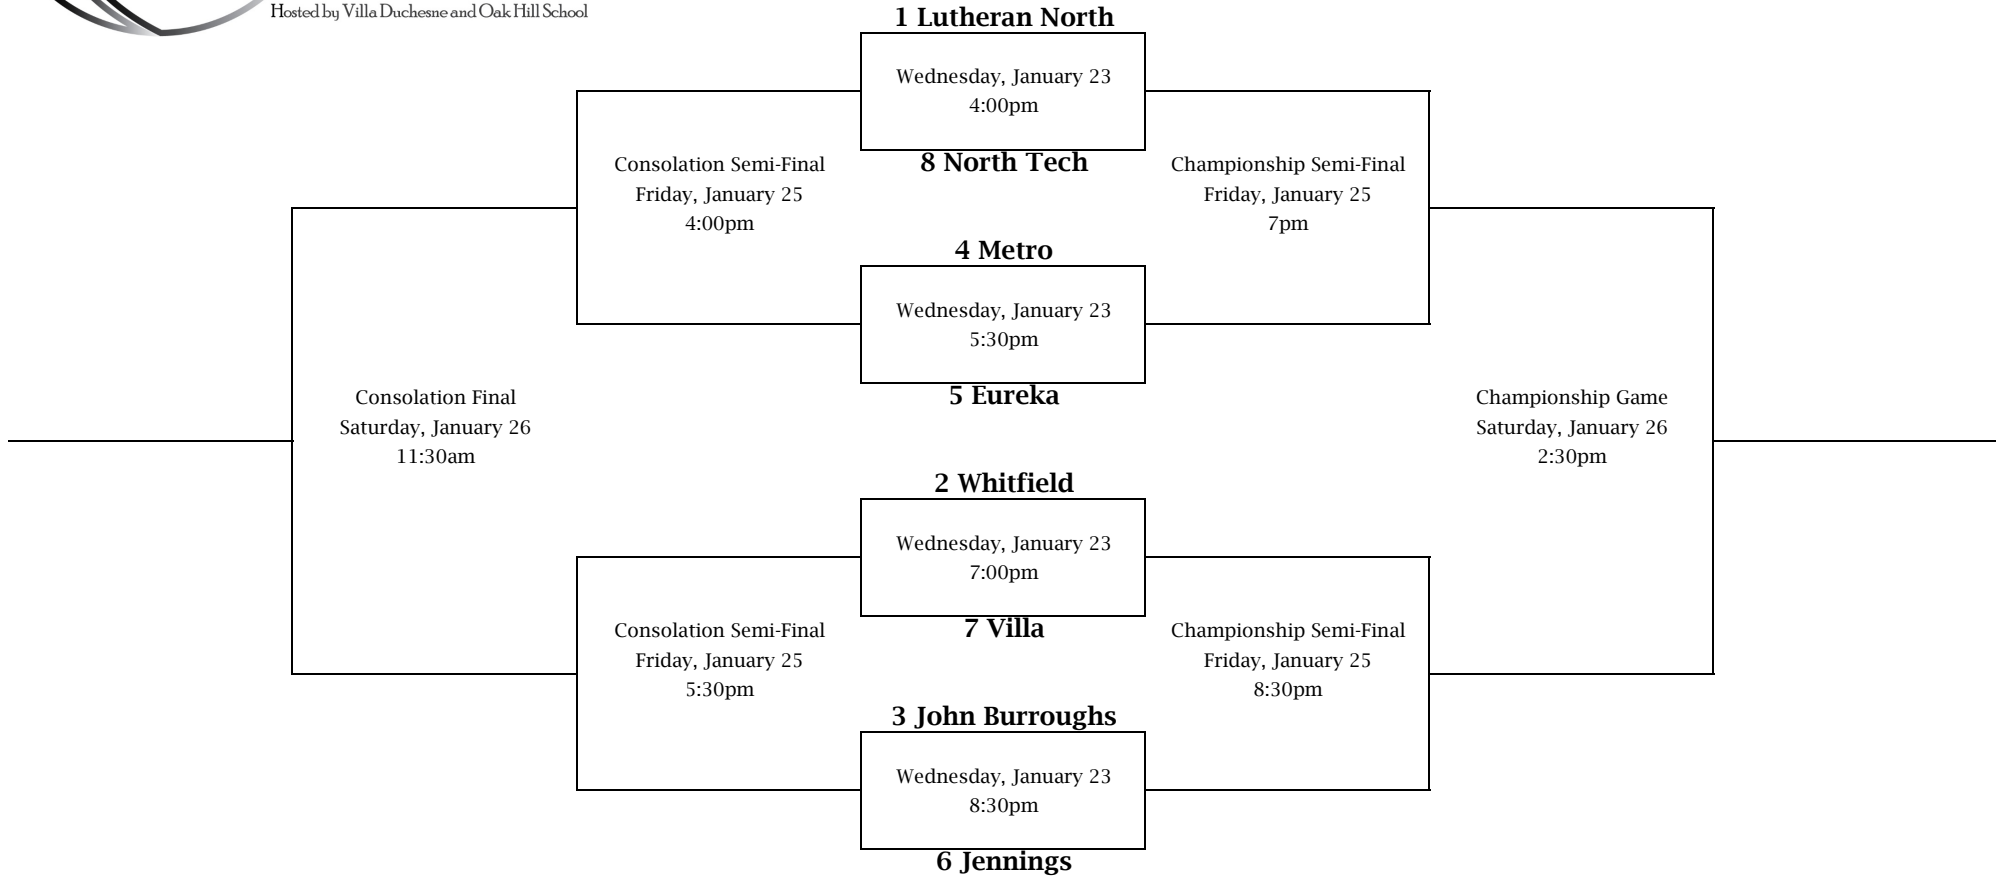 Hosted by Villa Duchesne and Oak Hill School
1 Lutheran North
Wednesday, January 23
4:00pm
8 North Tech
Consolation Semi-Final
Friday, January 25
4:00pm
Championship Semi-Final
Friday, January 25
7pm
4 Metro
Wednesday, January 23
5:30pm
5 Eureka
Consolation Final
Saturday, January 26
11:30am
Championship Game
Saturday, January 26
2:30pm
2 Whitfield
Wednesday, January 23
7:00pm
7 Villa
Consolation Semi-Final
Friday, January 25
5:30pm
Championship Semi-Final
Friday, January 25
8:30pm
3 John Burroughs
Wednesday, January 23
8:30pm
6 Jennings